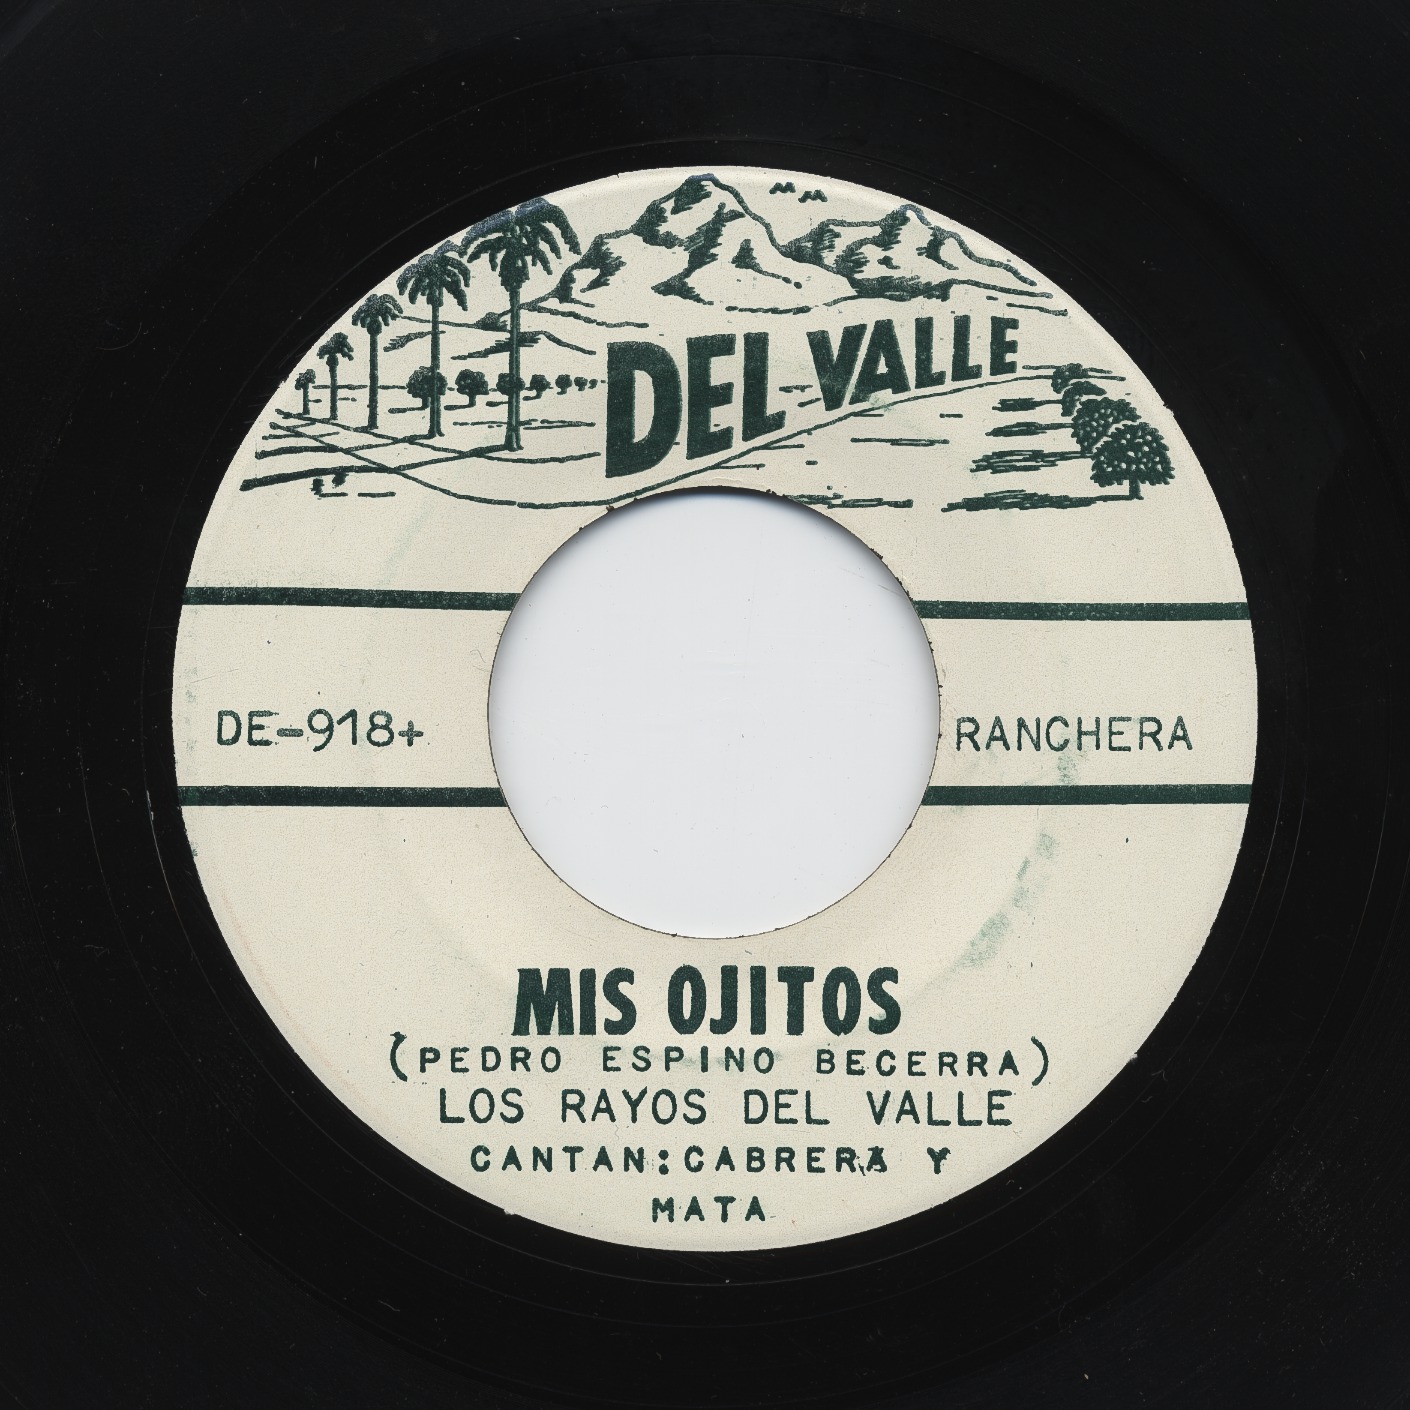 DEL VALLE
DE-918+
RANCHERA
MIS OJITOS
(PEDRO ESPINO BECERRA)
LOS RAYOS DEL VALLE
CANTAN:CABRERA Y
MATA